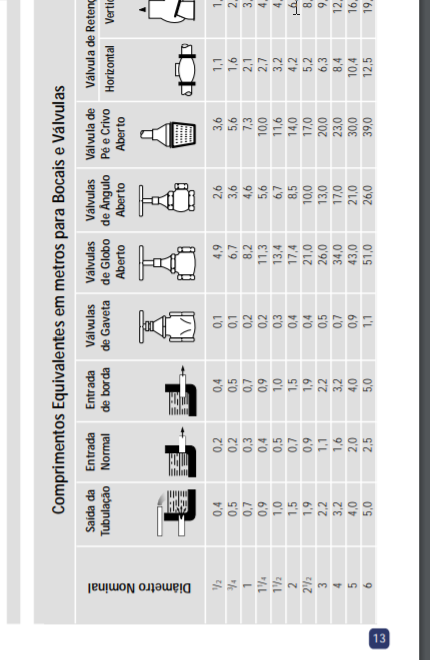 Comprimentos Equivalentes em metros para Bocais e Válvulas
Diâmetro Nominal
Saída da
Tubulação
Entrada
Normal
Entrada
de borda
Válvulas
de Gaveta
Válvulas
de Globo
Aberto
Válvulas
de Ângulo
Aberto
Válvula de
Pé e Crivo
Aberto
Válvula de
Horizontal
1/2 0,4 0,2 0,4 0,1 4,9 2,6 3,6 1,1
3/4 0,5 0,2 0,5 0,1 6,7 3,6 5,6 1,6
1 0,7 0,3 0,7 0,2 8,2 4,6 7,3 2,1
1 1/4 0,9 0,4 0,9 0,2 11,3 5,6 10,0 2,7
1 1/2 1,0 0,5 1,0 0,3 13,4 6,7 11,6 3,2
2 1,5 0,7 1,5 0,4 17,4 8,5 14,0 4,2
2 1/2 1,9 0,9 1,9 0,4 21,0 10,0 17,0 5,2
3 2,2 1,1 2,2 0,5 26,0 13,0 20,0 6,3
4 3,2 1,6 3,2 0,7 34,0 17,0 23,0 8,4
5 4,0 2,0 4,0 0,9 43,0 21,0 30,0 10,4
6 5,0 2,5 5,0 1,1 51,0 26,0 39,0 12,5
13